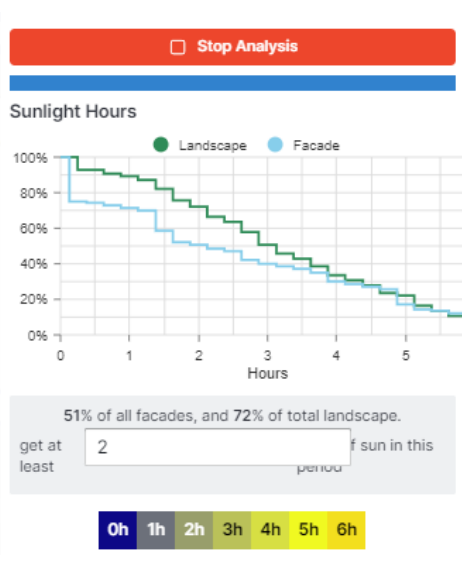 Stop Analysis
Sunlight Hours
Landscape Facade
100%
80%
60%
40%
20%
0%
0 1 2 3 4 5
Hours
51% of all facades, and 72% of total landscape.
get at least 2 f sun in this period
0h 1h 2h 3h 4h 5h 6h